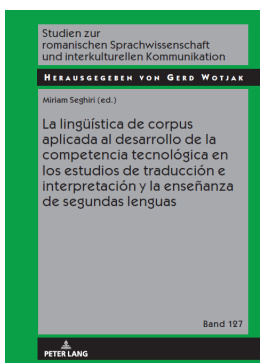 Studien zur
romanischen Sprachwissenschaft
und interkulturellen Kommunikation
HERAUSGEGEBEN VON GERD WOTJAK
Miriam Seghiri (ed.)
La lingüística de corpus
aplicada al desarrollo de la
competencia tecnológica en
los estudios de traducción e
interpretación y la enseñanza
de segundas lenguas
Band 127
PETER LANG